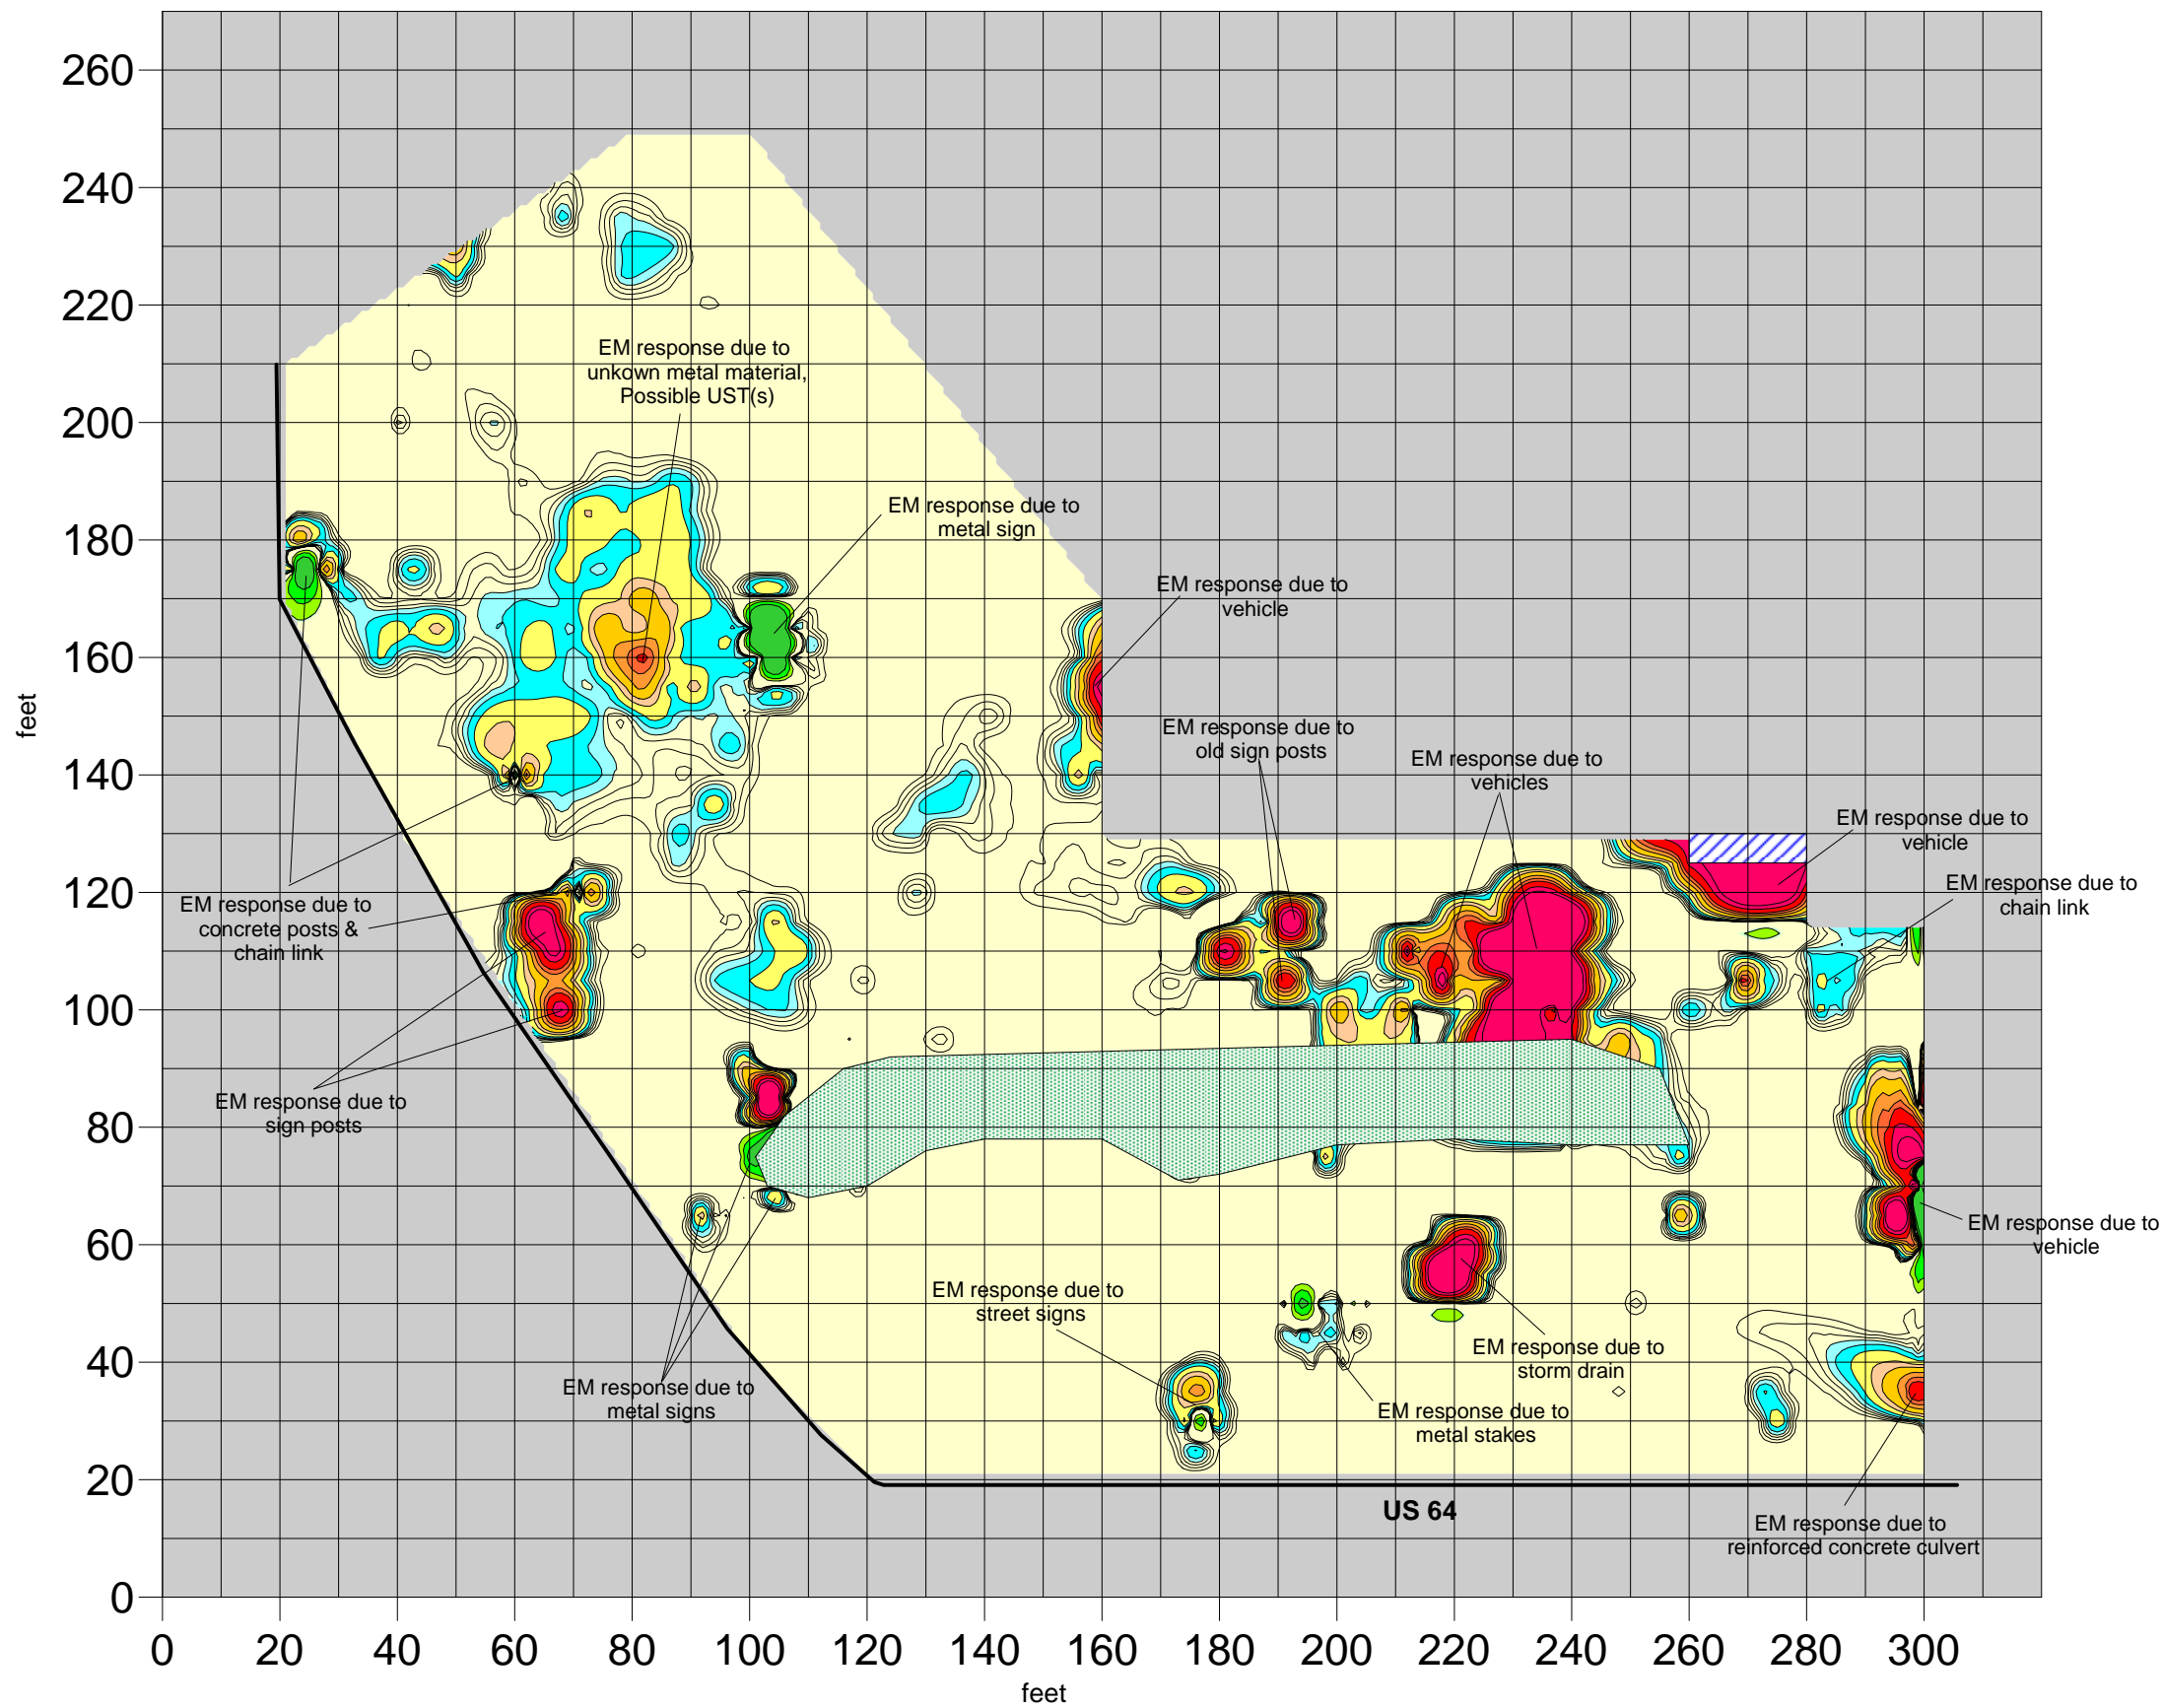 260
240
220
200
180
160
140
120
100
80
60
40
20
0
feet
EM response due to
unkown metal material,
Possible UST(s)
EM response due to
metal sign
EM response due to
vehicle
EM response due to
old sign posts
EM response due to
vehicles
EM response due to
vehicle
EM response due to
chain link
EM response due to
concrete posts &
chain link
EM response due to
sign posts
EM response due to
vehicle
EM response due to
street signs
EM response due to
storm drain
EM response due to
metal signs
EM response due to
metal stakes
US 64
EM response due to
reinforced concrete culvert
0 20 40 60 80 100 120 140 160 180 200 220 240 260 280 300
feet